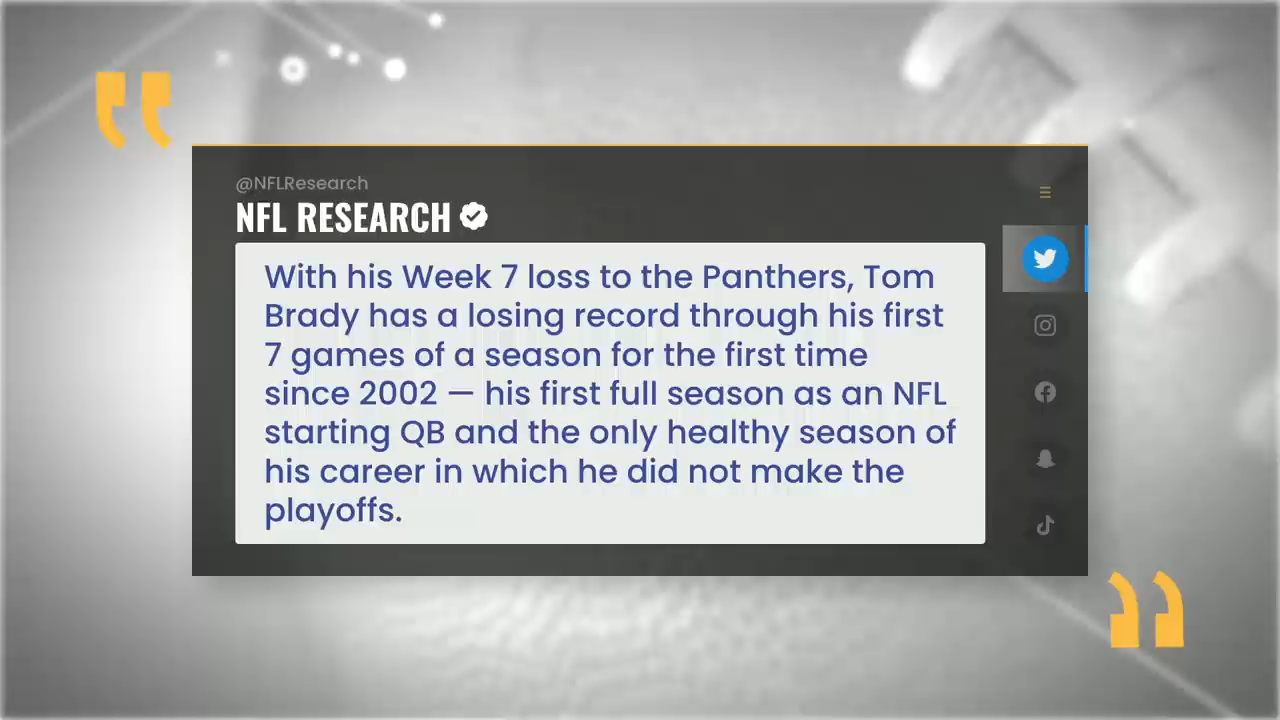 @NFLResearch
NFL RESEARCH
With his Week 7 loss to the Panthers, Tom
Brady has a losing record through his first
7 games of a season for the first time
since 2002 — his first full season as an NFL
starting QB and the only healthy season of
his career in which he did not make the
playoffs.